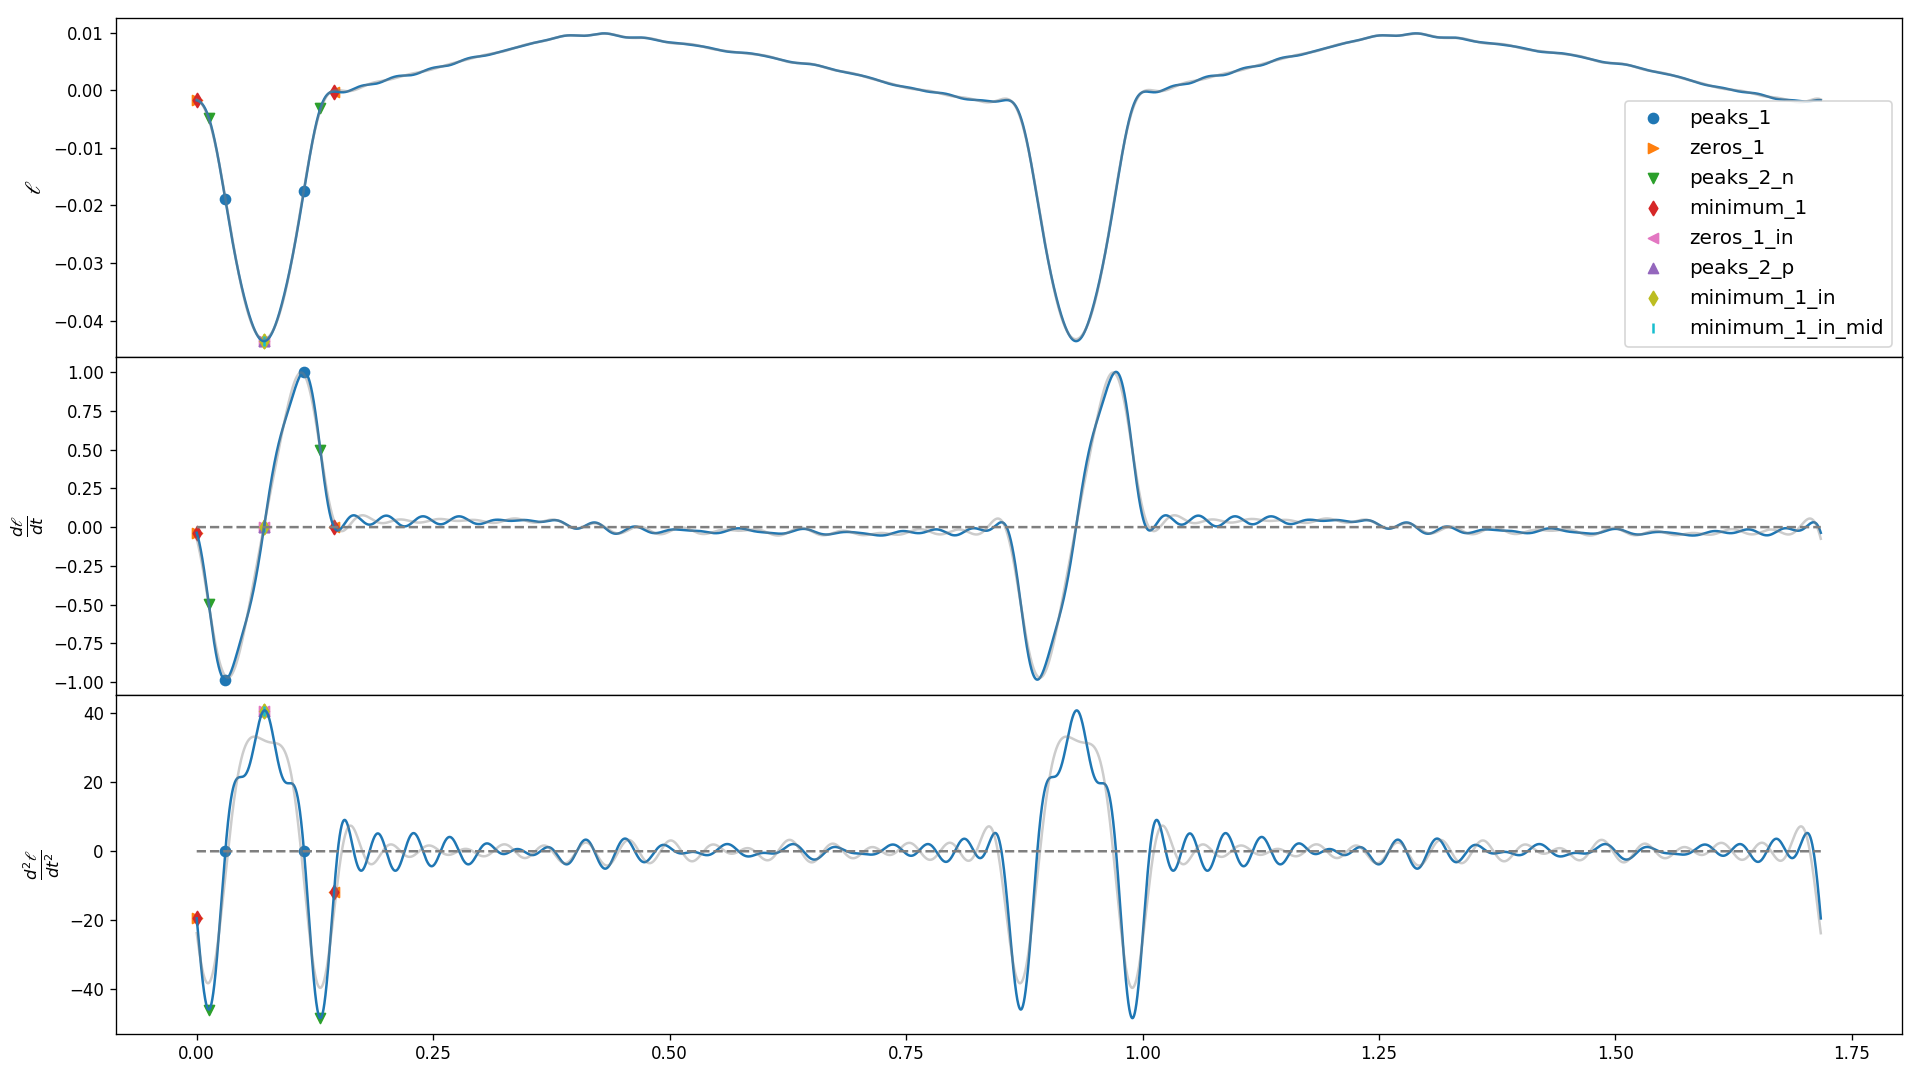 0.01
0.00
−0.01
−0.02
−0.03
−0.04
ℓ
peaks_1
zeros_1
peaks_2_n
minimum_1
zeros_1_in
peaks_2_p
minimum_1_in
minimum_1_in_mid
1.00
0.75
0.50
0.25
0.00
−0.25
−0.50
−0.75
−1.00
dℓ
dt
40
20
0
−20
−40
d²ℓ
dt²
0.00 0.25 0.50 0.75 1.00 1.25 1.50 1.75